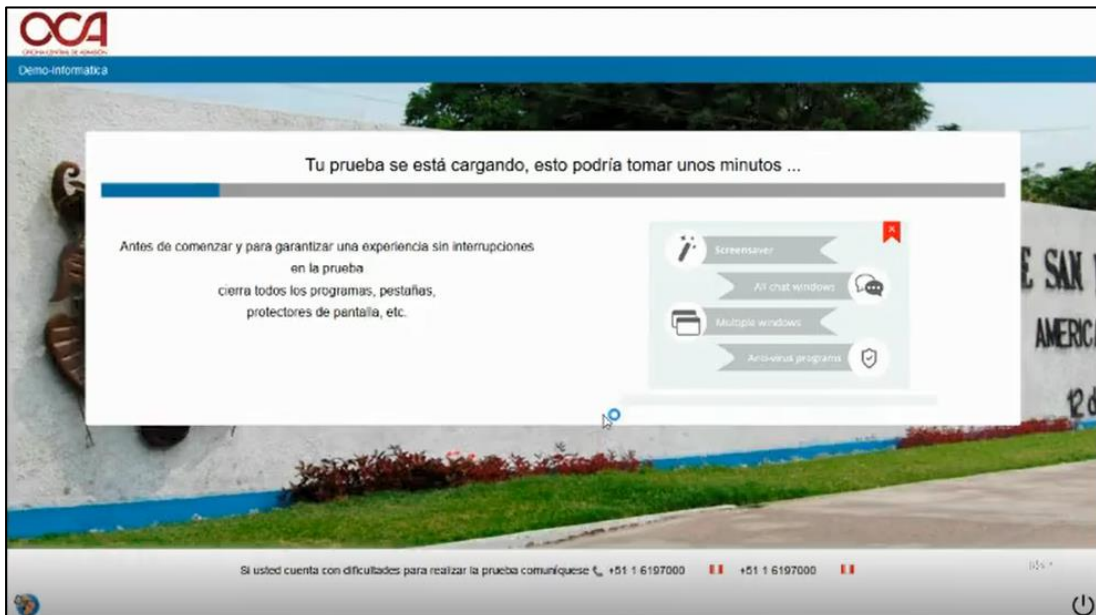 OCA
OFICINA CENTRAL DE ADMISIÓN
Demo-Informatica
Tu prueba se está cargando, esto podría tomar unos minutos ...
Antes de comenzar y para garantizar una experiencia sin interrupciones
en la prueba
cierra todos los programas, pestañas,
protectores de pantalla, etc.
Screensaver
All chat windows
Multiple windows
Anti-virus programs
E SAN
AMERICA
12 d
Si usted cuenta con dificultades para realizar la prueba comuníquese +51 1 6197000 +51 1 6197000